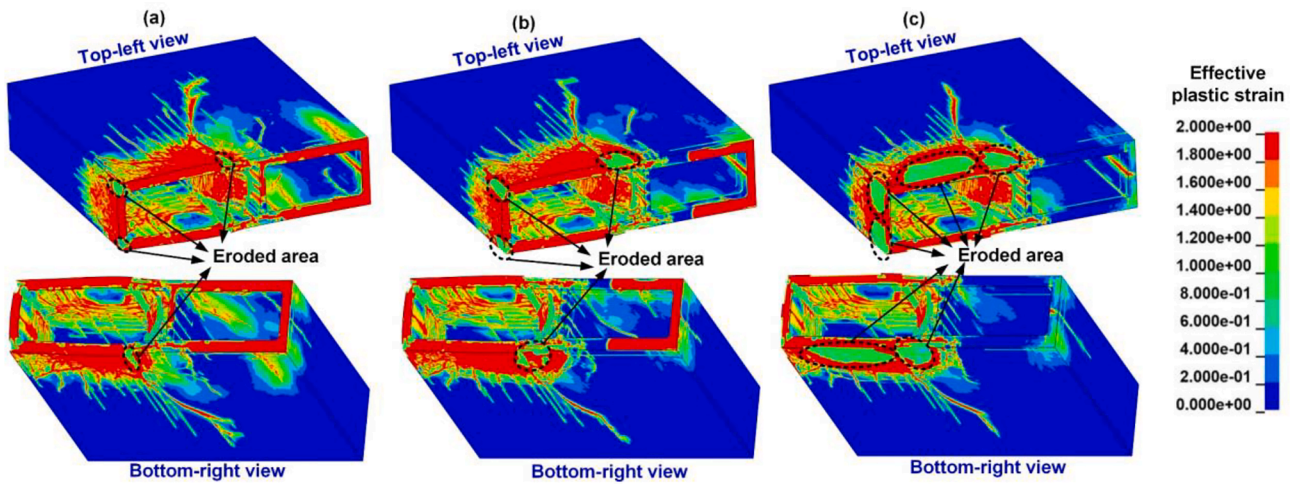 (a)
Top-left view
Eroded area
Bottom-right view
(b)
Top-left view
Eroded area
Bottom-right view
(c)
Top-left view
Eroded area
Bottom-right view
Effective
plastic strain
2.000e+00
1.800e+00
1.600e+00
1.400e+00
1.200e+00
1.000e+00
8.000e-01
6.000e-01
4.000e-01
2.000e-01
0.000e+00